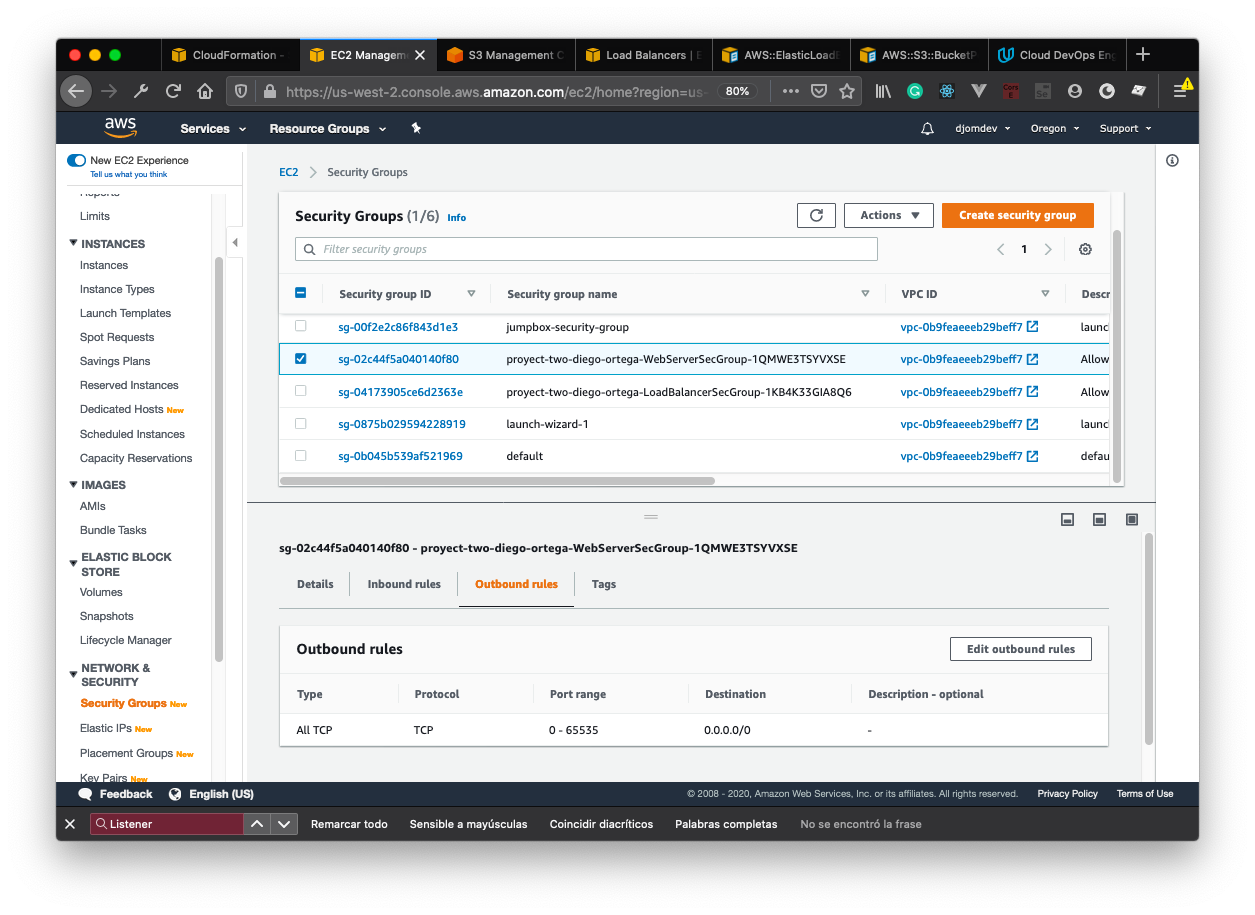 CloudFormation -
EC2 Managem
S3 Management C
Load Balancers | E
AWS::ElasticLoadB
AWS::S3::BucketP
Cloud DevOps Eng
https://us-west-2.console.aws.amazon.com/ec2/home?region=us-
80%
aws
Services
Resource Groups
djomdev
Oregon
Support
New EC2 Experience
Tell us what you think
Reports
Limits
INSTANCES
Instances
Instance Types
Launch Templates
Spot Requests
Savings Plans
Reserved Instances
Dedicated Hosts New
Scheduled Instances
Capacity Reservations
IMAGES
AMIs
Bundle Tasks
ELASTIC BLOCK
STORE
Volumes
Snapshots
Lifecycle Manager
NETWORK &
SECURITY
Security Groups New
Elastic IPs New
Placement Groups New
Key Pairs New
EC2 > Security Groups
Security Groups (1/6) Info
Actions
Create security group
Filter security groups
1
Security group ID Security group name VPC ID Descr
sg-00f2e2c86f843d1e3 jumpbox-security-group vpc-0b9feaeeeb29beff7 launc
sg-02c44f5a040140f80 proyect-two-diego-ortega-WebServerSecGroup-1QMWE3TSYVXSE vpc-0b9feaeeeb29beff7 Allow
sg-04173905ce6d2363e proyect-two-diego-ortega-LoadBalancerSecGroup-1KB4K33GIA8Q6 vpc-0b9feaeeeb29beff7 Allow
sg-0875b029594228919 launch-wizard-1 vpc-0b9feaeeeb29beff7 launc
sg-0b045b539af521969 default vpc-0b9feaeeeb29beff7 defau
sg-02c44f5a040140f80 - proyect-two-diego-ortega-WebServerSecGroup-1QMWE3TSYVXSE
Details
Inbound rules
Outbound rules
Tags
Outbound rules
Edit outbound rules
Type Protocol Port range Destination Description - optional
All TCP TCP 0 - 65535 0.0.0.0/0 -
Feedback
English (US)
© 2008 - 2020, Amazon Web Services, Inc. or its affiliates. All rights reserved.
Privacy Policy
Terms of Use
Listener
Remarcar todo
Sensible a mayúsculas
Coincidir diacríticos
Palabras completas
No se encontró la frase